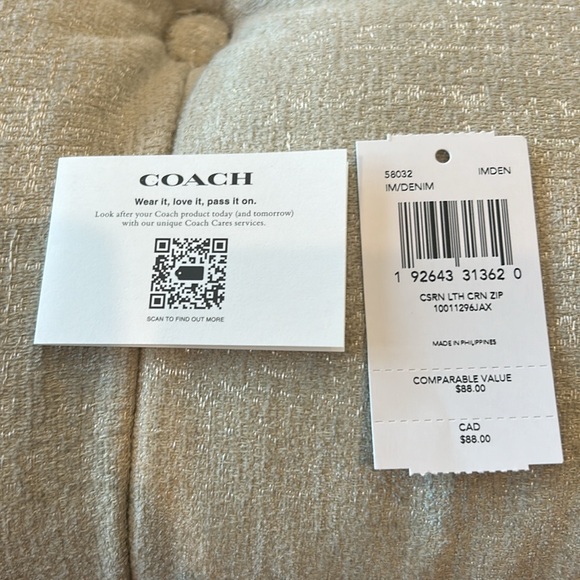 COACH
Wear it, love it, pass it on.
Look after your Coach product today (and tomorrow)
with our unique Coach Cares services.
SCAN TO FIND OUT MORE
58032 IMDEN
IM/DENIM
1 92643 31362 0
CSRN LTH CRN ZIP
10011296JAX
MADE IN PHILIPPINES
COMPARABLE VALUE
$88.00
CAD
$88.00